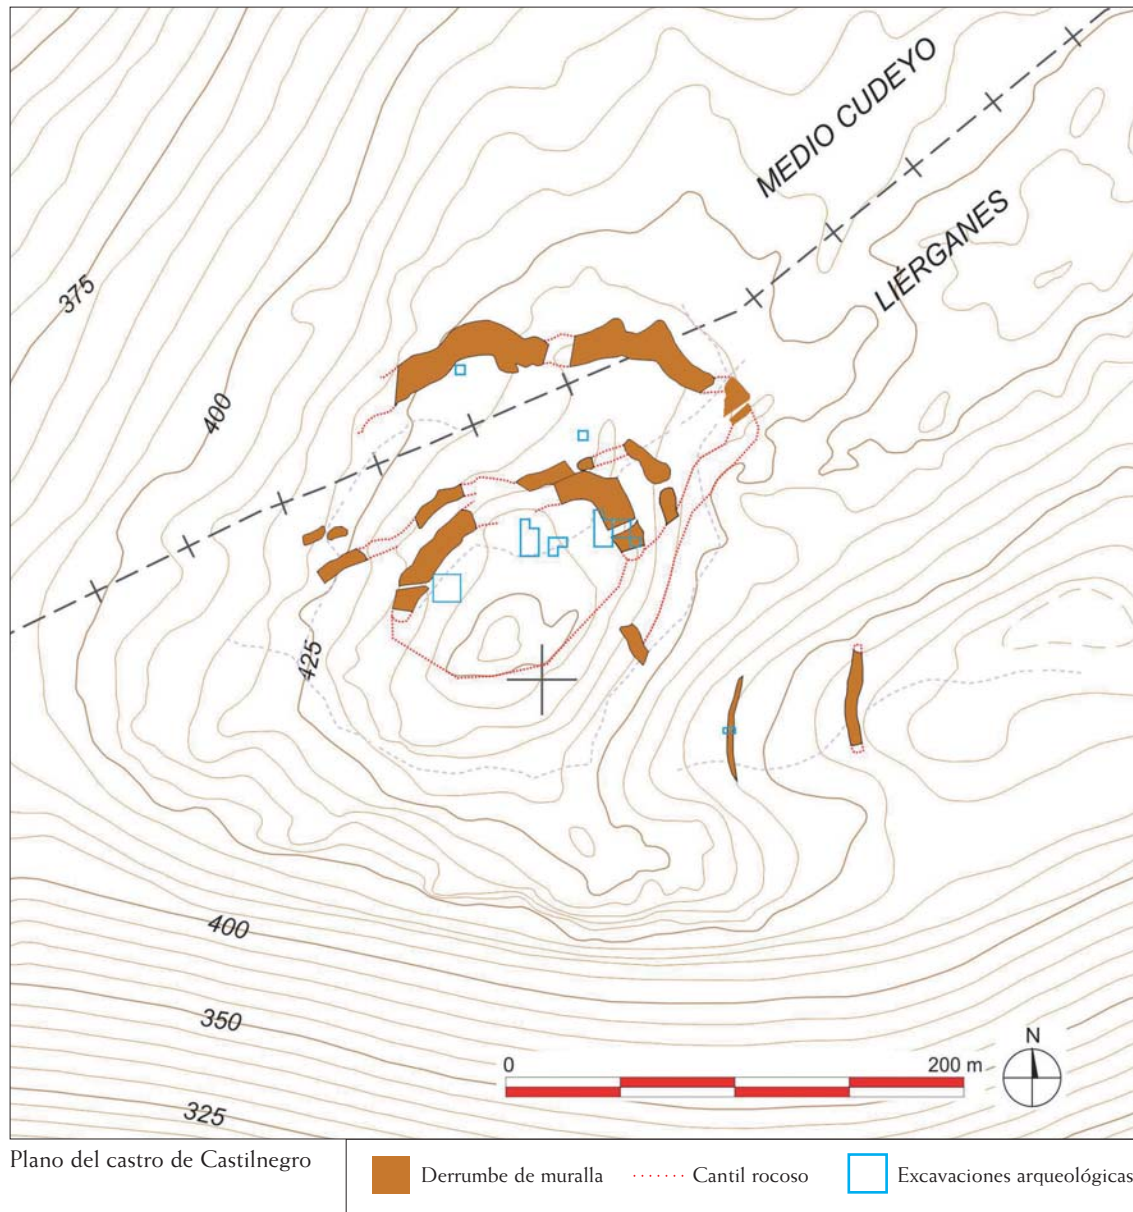 MEDIO CUDEYO
LIERGANES
375
400
425
400
350
325
0 200 m
N
Plano del castro de Castilnegro
Derrumbe de muralla
Cantil rocoso
Excavaciones arqueológicas